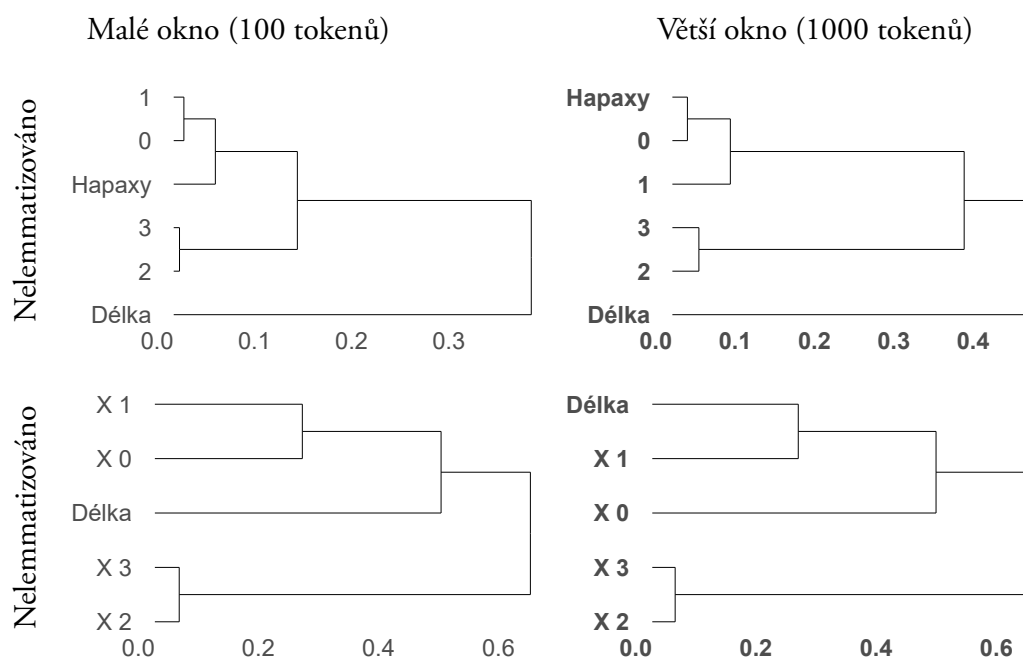 Malé okno (100 tokenů)
Větší okno (1000 tokenů)
Nelemmatizováno
1
0
Hapaxy
3
2
Délka
0.0 0.1 0.2 0.3
Hapaxy
0
1
3
2
Délka
0.0 0.1 0.2 0.3 0.4
Nelemmatizováno
X 1
X 0
Délka
X 3
X 2
0.0 0.2 0.4 0.6
Délka
X 1
X 0
X 3
X 2
0.0 0.2 0.4 0.6